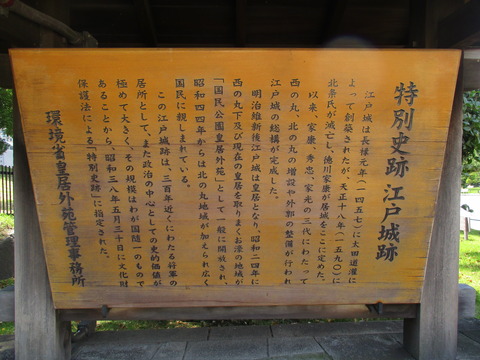 特別史跡 江戸城跡
江戸城は長禄元年(一四五七)に太田道灌に
よって創築されたが、天正十八年(一五九〇)に
北条氏が滅亡し、徳川家康が居城をここに定めた。
以来、家康、秀忠、家光の三代にわたって
西の丸、北の丸の増設や外郭の整備が行われ
江戸城の総構が完成した。
明治維新後江戸城は皇居となり、昭和二四年に
西の丸下及び現在の皇居を取りまくお濠の地域が
「国民公園皇居外苑」として一般に開放され、
昭和四四年からは北の丸地域が加えられ広く
国民に親しまれている。
この江戸城跡は、三百年近くにわたる将軍の
居所として、また政治の中心としての史的価値が
極めて大きく、その規模はわが国随一のもので
あることから、昭和三八年五月三十日に文化財
保護法による「特別史跡」に指定された。
環境省皇居外苑管理事務所